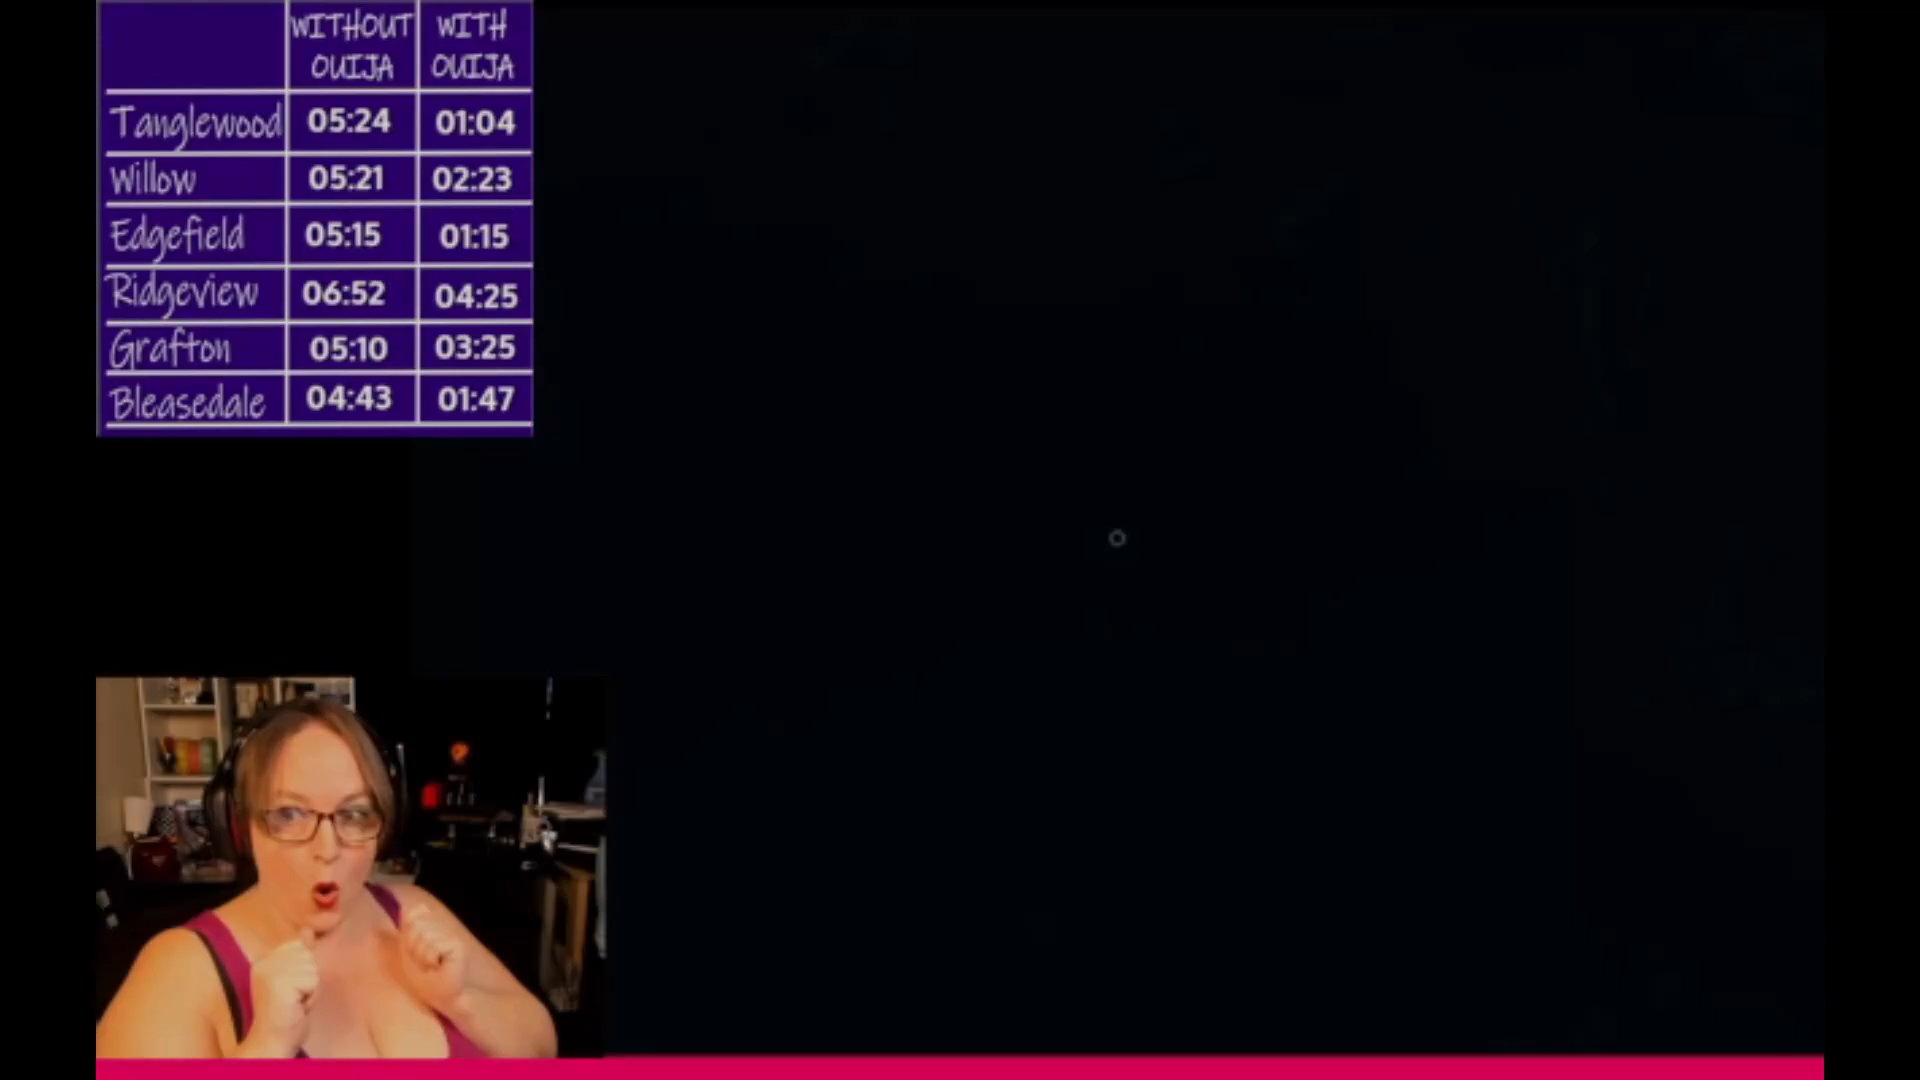 WITHOUT OUIJA WITH OUIJA
Tanglewood 05:24 01:04
Willow 05:21 02:23
Edgefield 05:15 01:15
Ridgeview 06:52 04:25
Grafton 05:10 03:25
Bleasedale 04:43 01:47